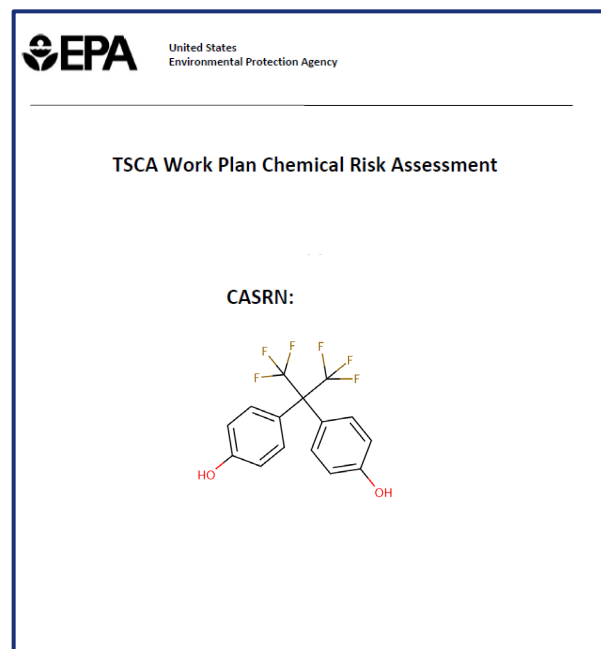 EPA
United States
Environmental Protection Agency
TSCA Work Plan Chemical Risk Assessment
CASRN:
F F F
F F F
HO
OH